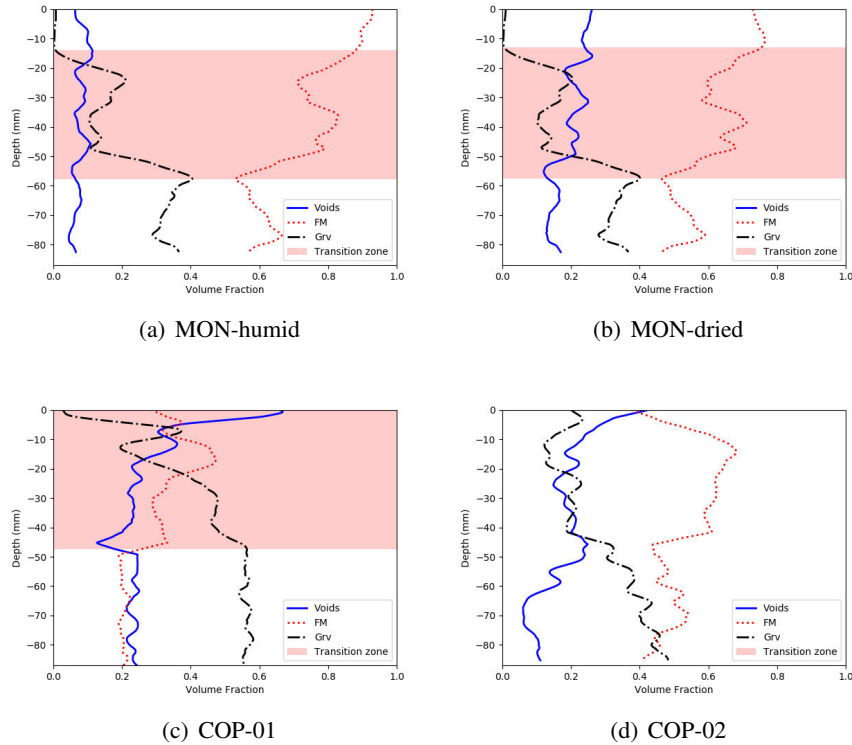 0
−10
−20
−30
−40
−50
−60
−70
−80
Depth (mm)
Voids
FM
Grv
Transition zone
0.0 0.2 0.4 0.6 0.8 1.0
Volume Fraction
(a) MON-humid
0
−10
−20
−30
−40
−50
−60
−70
−80
Depth (mm)
Voids
FM
Grv
Transition zone
0.0 0.2 0.4 0.6 0.8 1.0
Volume Fraction
(b) MON-dried
0
−10
−20
−30
−40
−50
−60
−70
−80
Depth (mm)
Voids
FM
Grv
Transition zone
0.0 0.2 0.4 0.6 0.8 1.0
Volume Fraction
(c) COP-01
0
−10
−20
−30
−40
−50
−60
−70
−80
Depth (mm)
Voids
FM
Grv
Transition zone
0.0 0.2 0.4 0.6 0.8 1.0
Volume Fraction
(d) COP-02